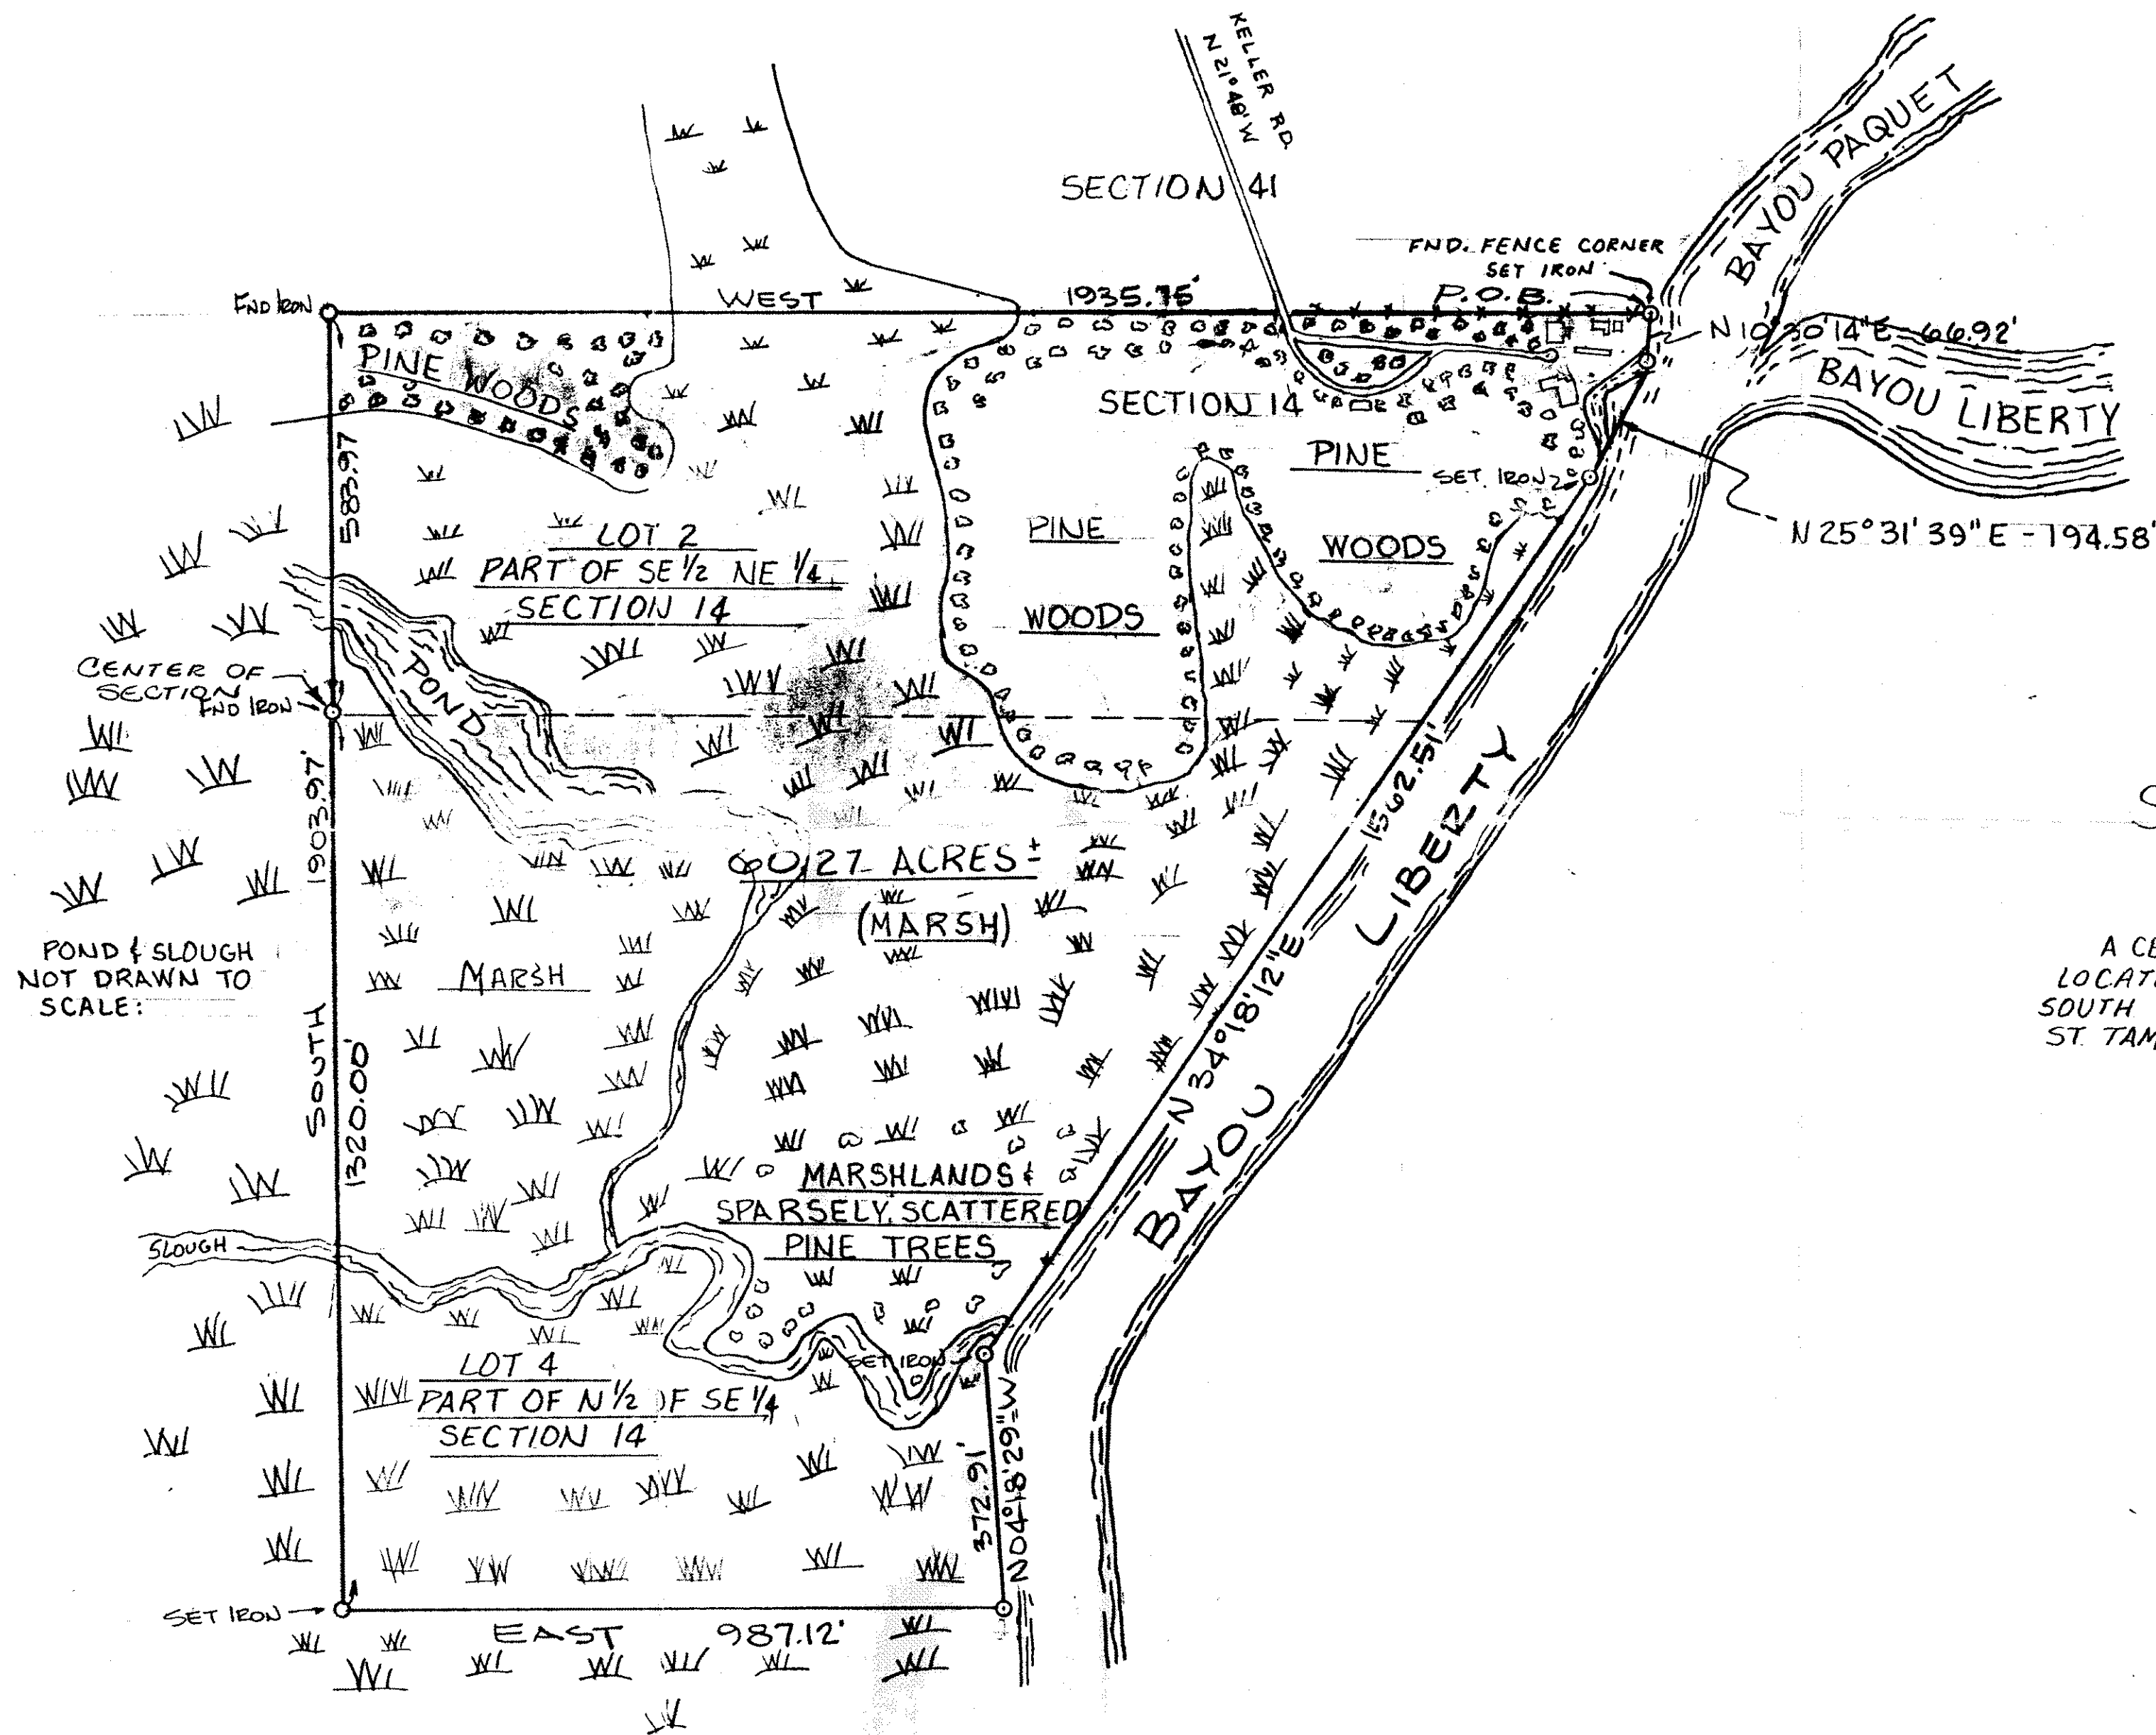 KELLER RD.
N 21° 48' W
SECTION 41
BAYOU PAQUET
FND. FENCE CORNER
SET IRON
P.O.B.
FND IRON
WEST
1935.75'
N 10° 30' 14" E - 66.92'
BAYOU LIBERTY
PINE WOODS
SECTION 14
PINE
SET IRON
N 25° 31' 39" E - 194.58'
583.97
LOT 2
PART OF SE 1/2 NE 1/4
SECTION 14
PINE
WOODS
WOODS
CENTER OF
SECTION
FND IRON
POND
1562.51'
1903.97'
60.27 ACRES ±
(MARSH)
BAYOU LIBERTY
POND & SLOUGH
NOT DRAWN TO
SCALE:
MARSH
N 34° 18' 12" E
A CE
LOCATE
SOUTH
ST. TAM
SOUTH
1320.00'
MARSHLANDS &
SPARSELY SCATTERED
PINE TREES
SLOUGH
SET IRON
LOT 4
PART OF N 1/2 OF SE 1/4
SECTION 14
372.91'
N 04° 18' 29" W
SET IRON
EAST
987.12'